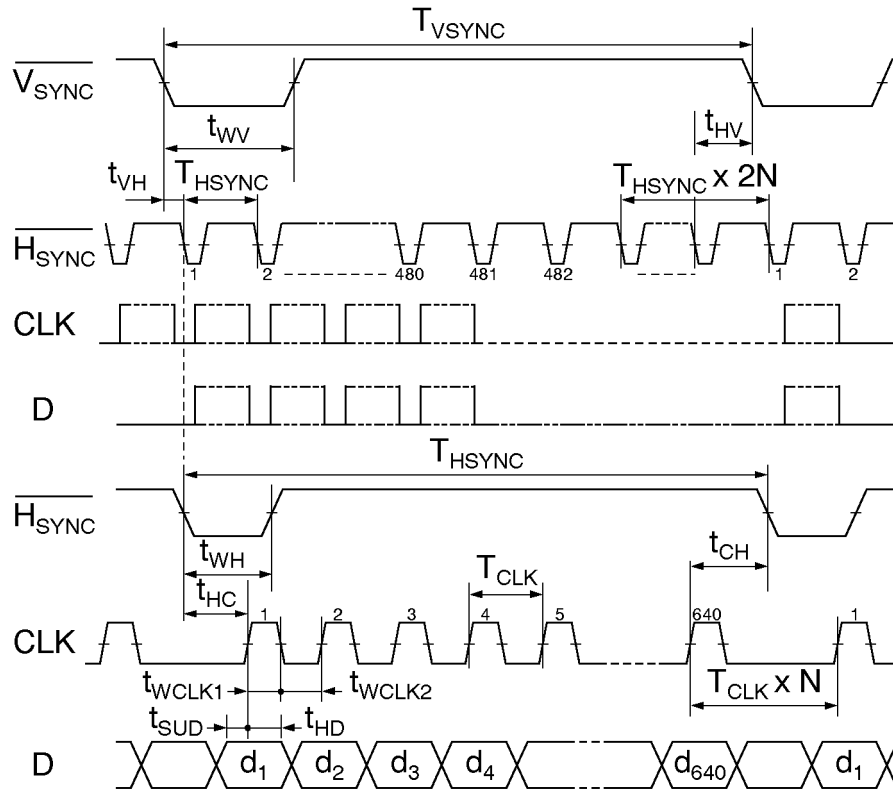 T_VSYNC
V_SYNC
t_WV
t_HV
t_VH
T_HSYNC
T_HSYNC x 2N
H_SYNC
1 2 480 481 482 1 2
CLK
D
T_HSYNC
H_SYNC
t_WH
t_CH
t_HC
T_CLK
1 2 3 4 5 640 1
CLK
t_WCLK1
t_WCLK2
T_CLK x N
t_SUD
t_HD
D
d_1 d_2 d_3 d_4 d_640 d_1